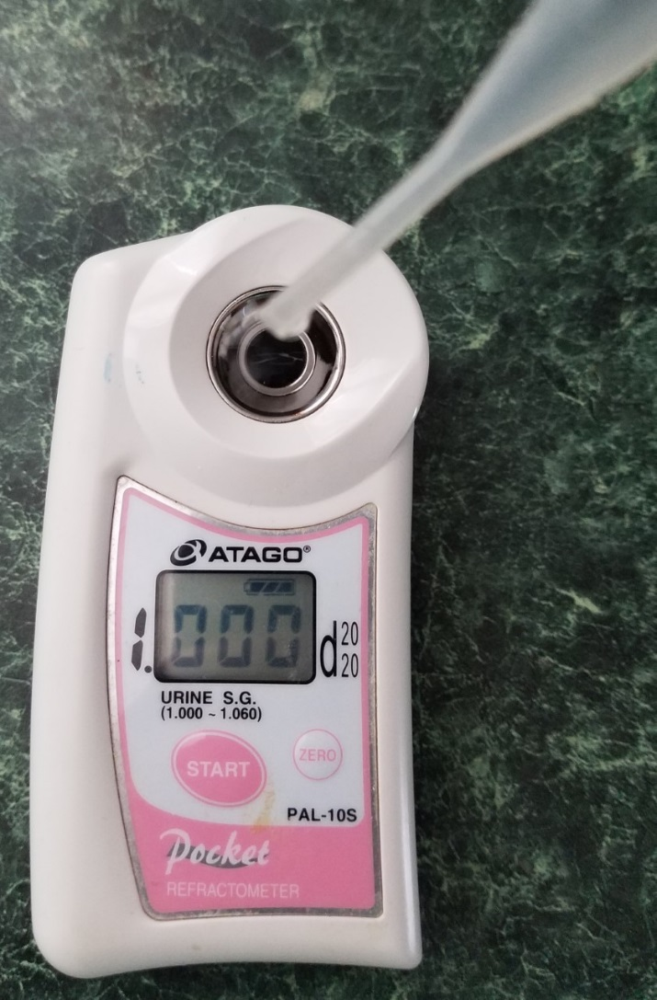 ATAGO®
1.000 d 20
20
URINE S.G.
(1.000 ~ 1.060)
START
ZERO
PAL-10S
Pocket
REFRACTOMETER